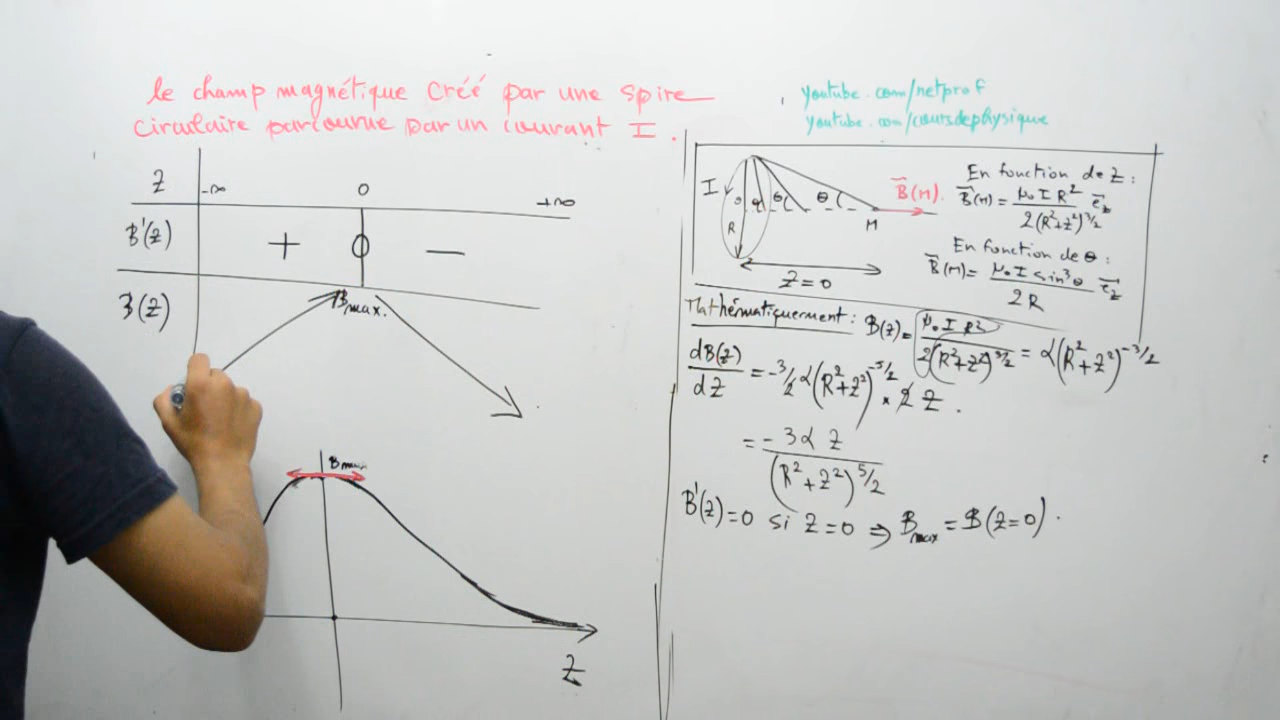 le champ magnétique créé par une spire
circulaire parcourue par un courant I.
youtube.com/netprof
youtube.com/coursdephysique
Z -∞ 0 +∞
B'(z) + 0 −
B(z) Bmax.
Bmax
Z
I R θ θ M B⃗(M).
Z=0
En fonction de Z :
B⃗(M) = μ₀ I R² / 2(R²+Z²)^3/2 e⃗z
En fonction de θ :
B⃗(M) = μ₀ I sin³θ / 2R e⃗z
Mathématiquement : B(z) = μ₀ I R² / 2(R²+Z²)^3/2 = α(R²+Z²)^-3/2
dB(z)/dZ = -3/2 α(R²+Z²)^-5/2 × 2 Z.
= -3α Z / (R²+Z²)^5/2
B'(z)=0 si Z=0 ⇒ Bmax = B(Z=0).